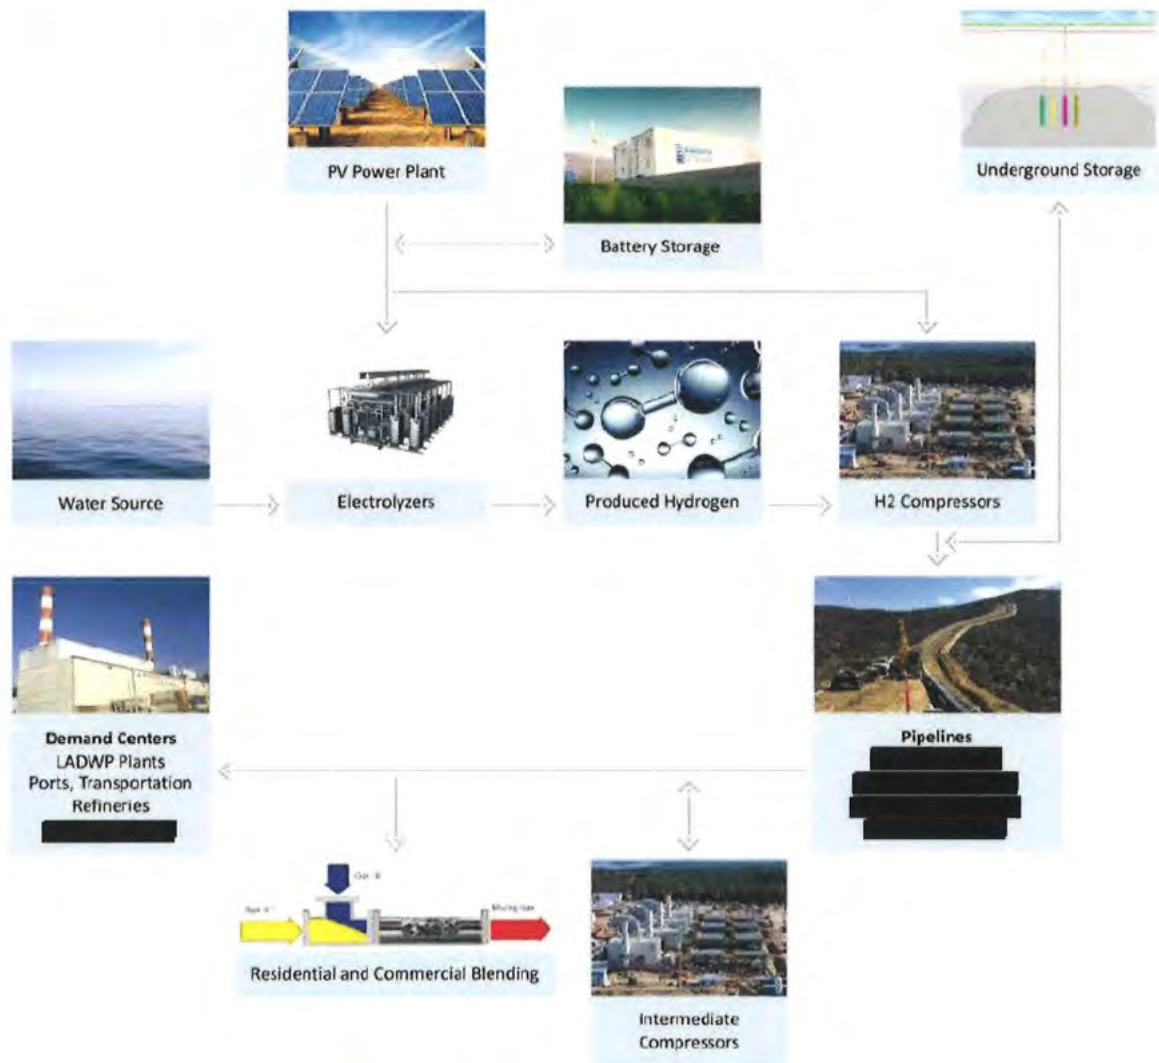 PV Power Plant
Battery Storage
Underground Storage
Water Source
Electrolyzers
Produced Hydrogen
H2 Compressors
Demand Centers
LADWP Plants
Ports, Transportation
Refineries
Pipelines
Residential and Commercial Blending
Intermediate
Compressors